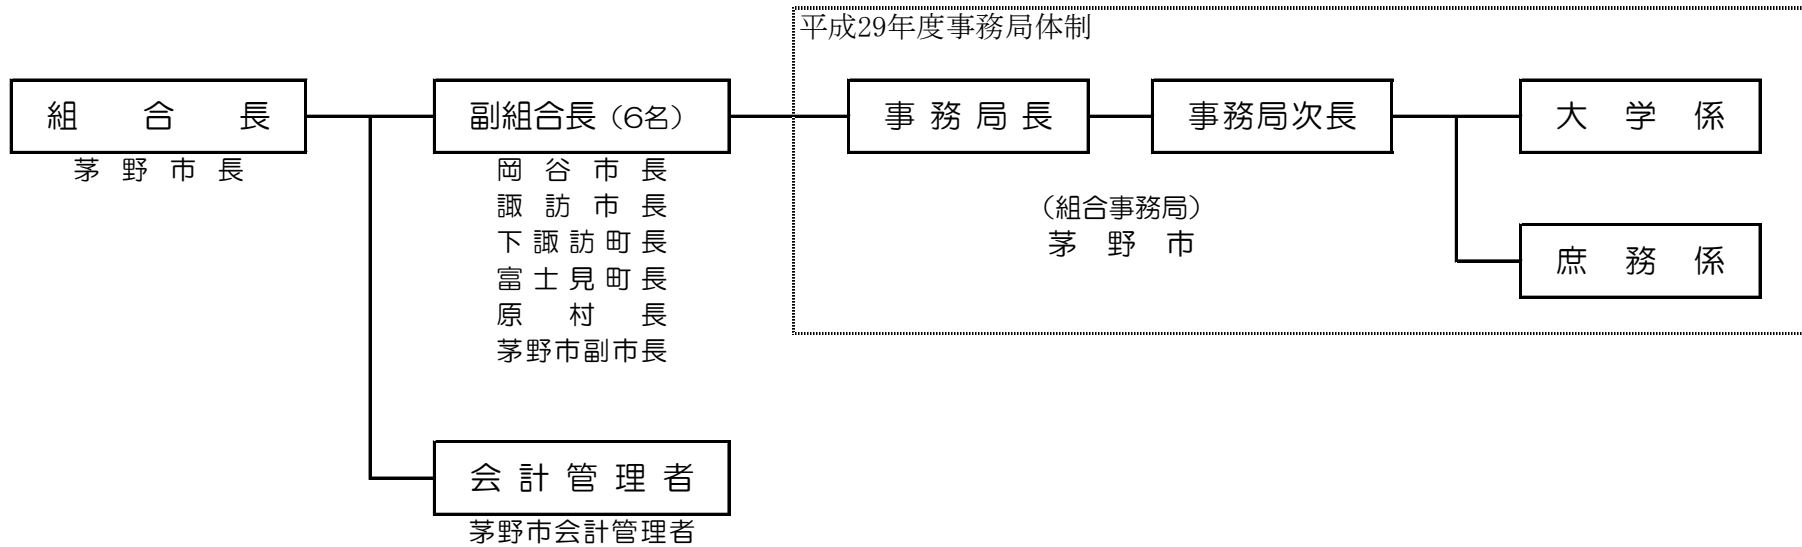 平成29年度事務局体制
組合長
茅野市長
副組合長（6名）
岡谷市長
諏訪市長
下諏訪町長
富士見町長
原村長
茅野市副市長
会計管理者
茅野市会計管理者
事務局長
事務局次長
（組合事務局）
茅野市
大学係
庶務係